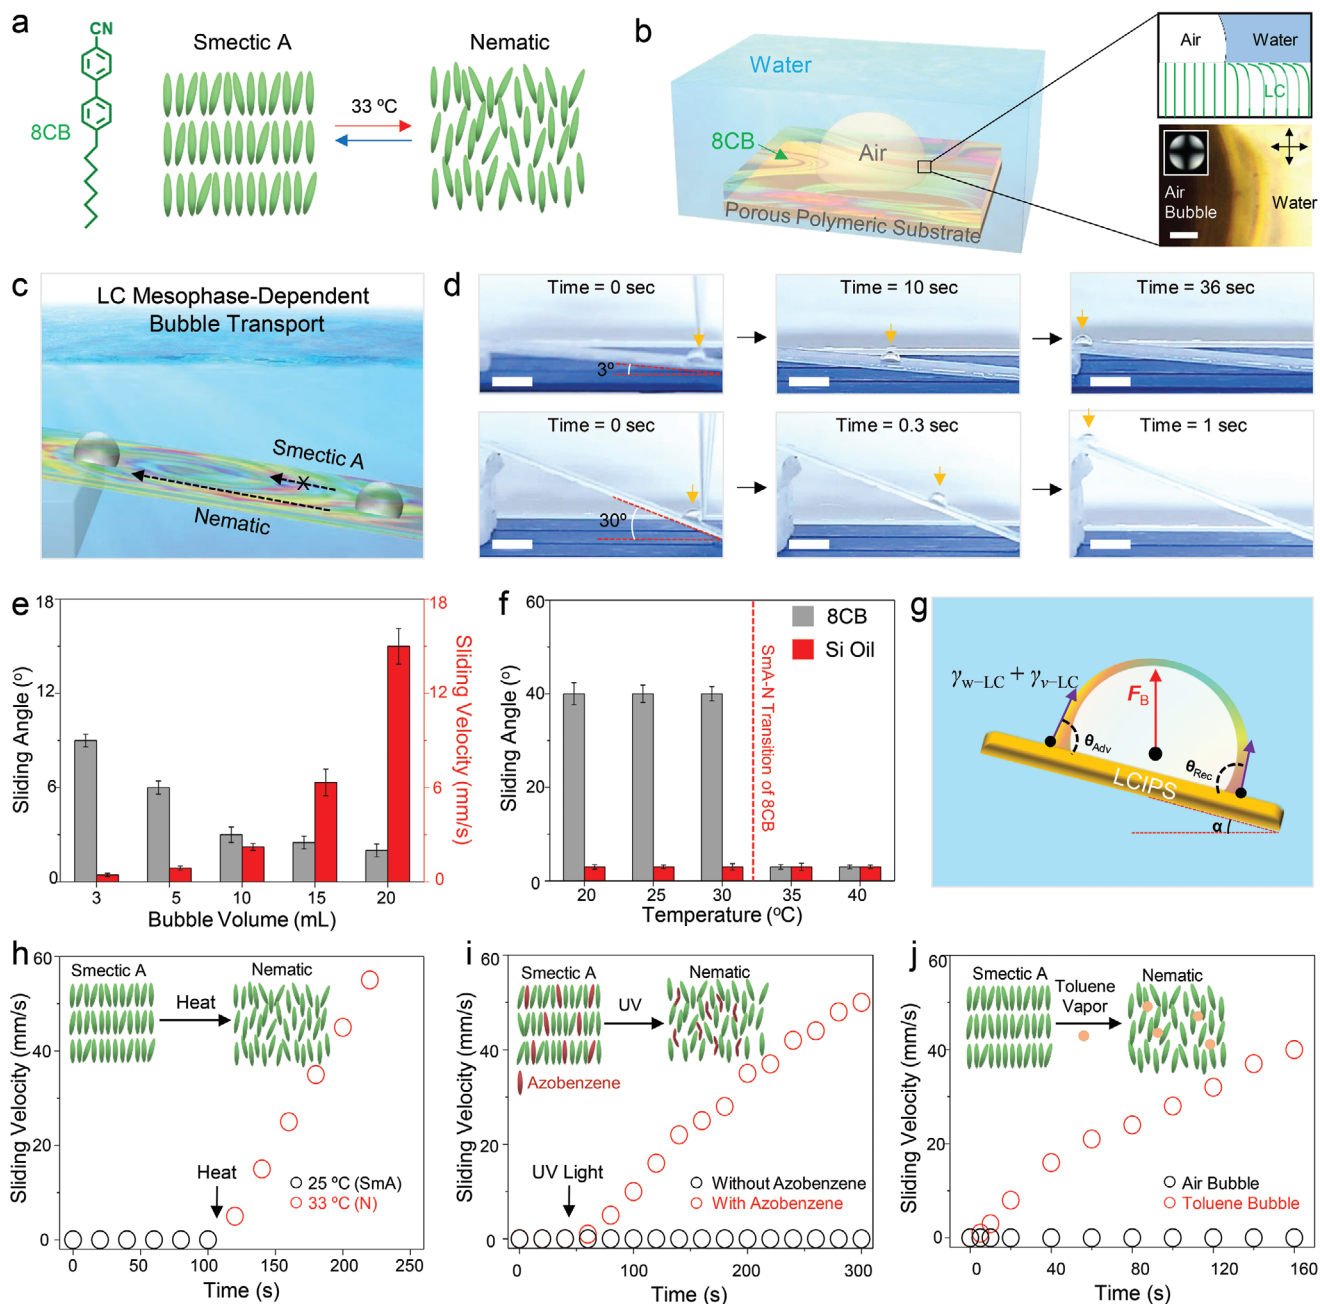 a
CN
8CB
Smectic A
Nematic
33 ºC
b
Water
8CB
Air
Porous Polymeric Substrate
Air
Water
LC
Air
Bubble
Water
c
LC Mesophase-Dependent
Bubble Transport
Smectic A
Nematic
d
Time = 0 sec
Time = 10 sec
Time = 36 sec
3º
Time = 0 sec
Time = 0.3 sec
Time = 1 sec
30º
e
18
12
6
0
Sliding Angle (º)
18
12
6
0
Sliding Velocity
(mm/s)
3
5
10
15
20
Bubble Volume (mL)
f
60
40
20
0
Sliding Angle (º)
8CB
Si Oil
SmA-N Transition of 8CB
20
25
30
35
40
Temperature (ºC)
g
γw–LC + γv–LC
FB
θAdv
θRec
LCIPS
α
h
60
40
20
0
Sliding Velocity (mm/s)
Smectic A
Heat
Nematic
Heat
25 ºC (SmA)
33 ºC (N)
0
50
100
150
200
250
Time (s)
i
60
40
20
0
Sliding Velocity (mm/s)
Smectic A
UV
Nematic
Azobenzene
UV Light
Without Azobenzene
With Azobenzene
0
100
200
300
Time (s)
j
60
40
20
0
Sliding Velocity (mm/s)
Smectic A
Toluene
Vapor
Nematic
Air Bubble
Toluene Bubble
0
40
80
120
160
Time (s)